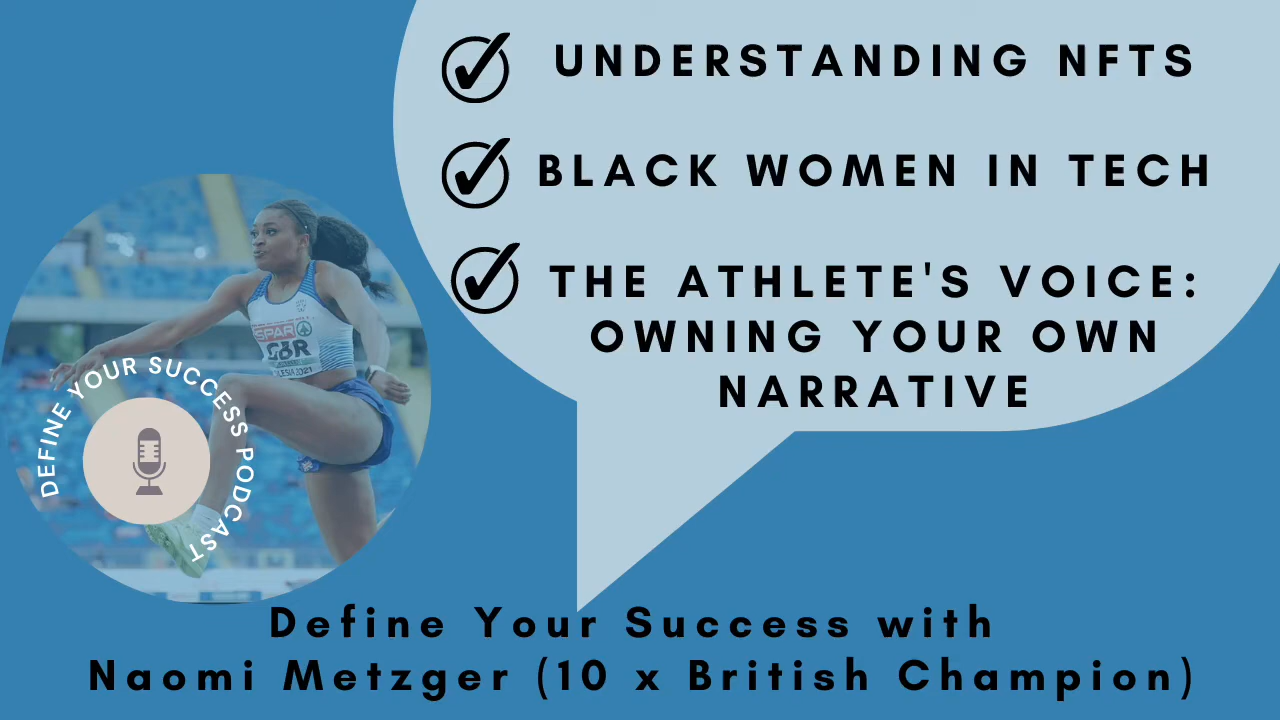 UNDERSTANDING NFTS
BLACK WOMEN IN TECH
THE ATHLETE'S VOICE:
OWNING YOUR OWN
NARRATIVE
SPAR
GBR
DEFINE YOUR SUCCESS PODCAST
Define Your Success with
Naomi Metzger (10 x British Champion)